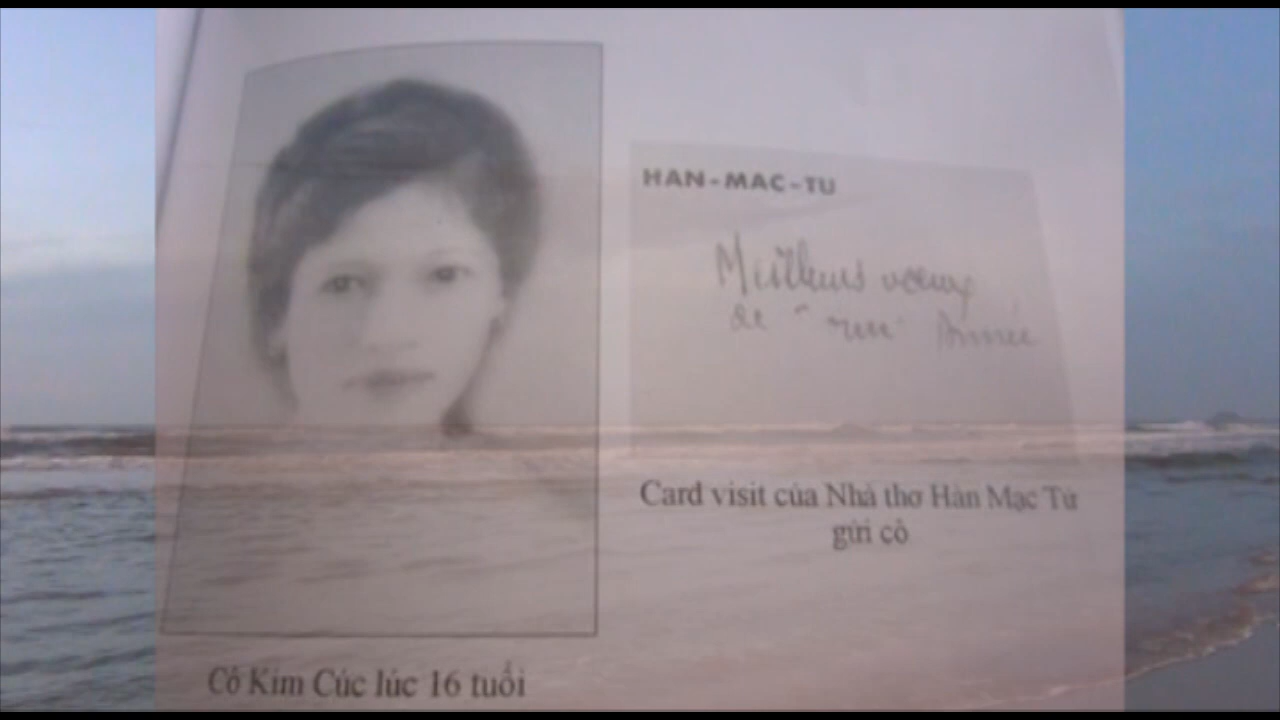 HAN-MAC-TU
Meilleurs voeux
de Année
Card visit của Nhà thơ Hàn Mạc Tử
gửi cô
Cô Kim Cúc lúc 16 tuổi